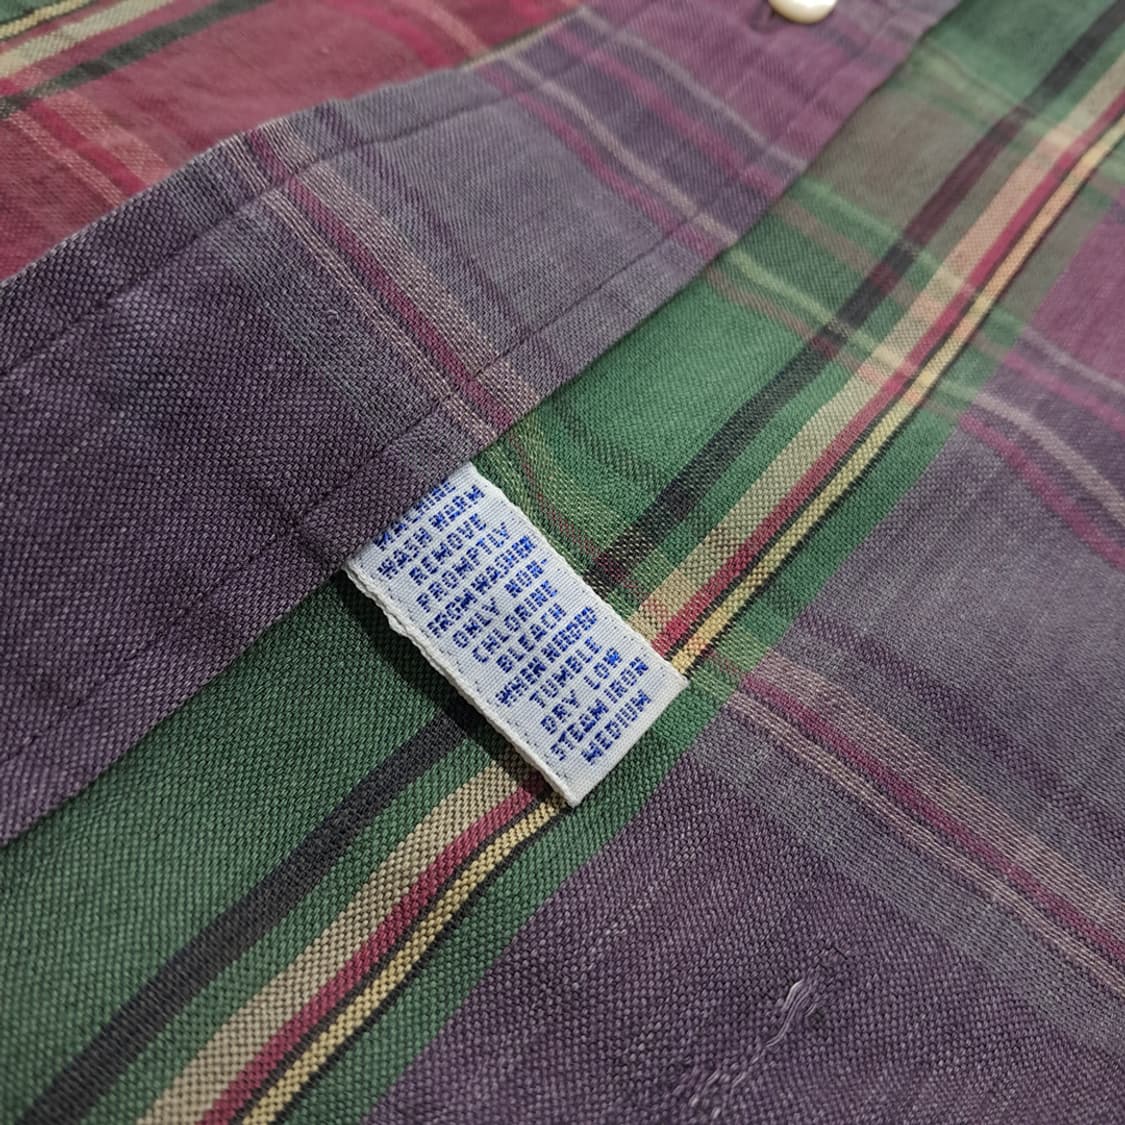 MACHINE
WASH WARM
REMOVE
PROMPTLY
FROM WASHER
ONLY NON-
CHLORINE
BLEACH
WHEN NEEDED
TUMBLE
DRY LOW
STEAM IRON
MEDIUM